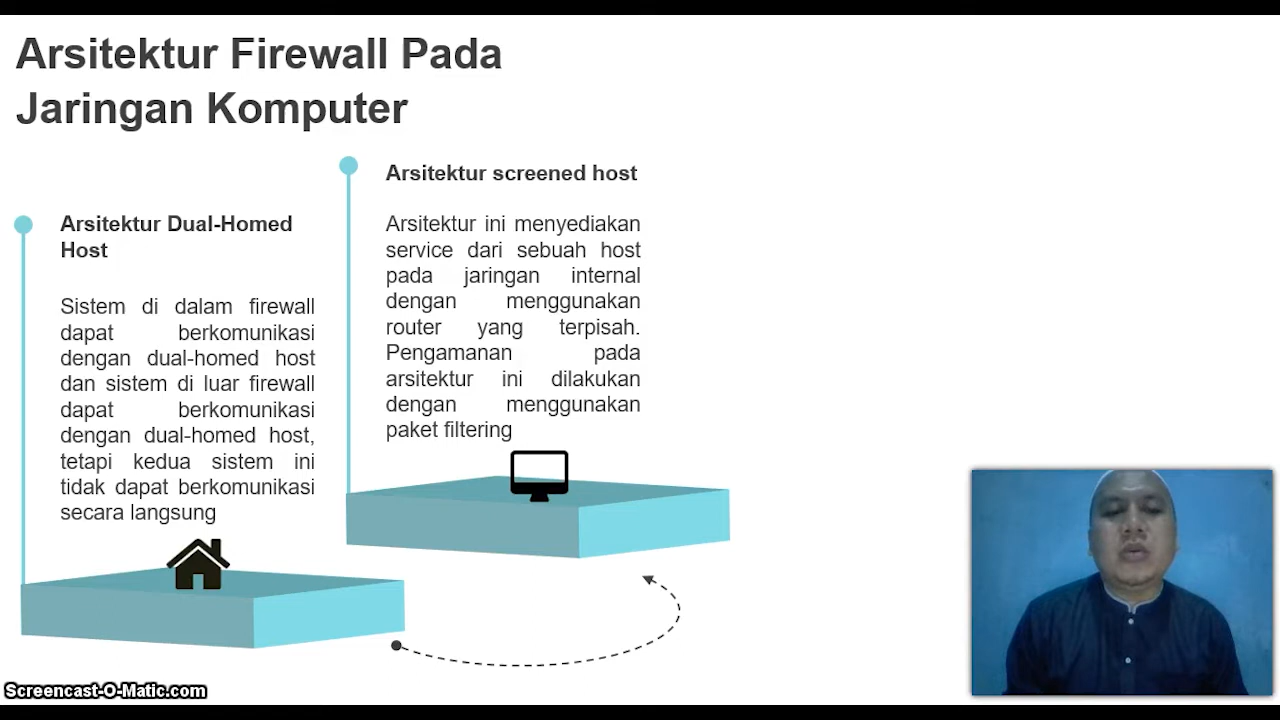 Arsitektur Firewall Pada
Jaringan Komputer
Arsitektur Dual-Homed
Host
Sistem di dalam firewall
dapat berkomunikasi
dengan dual-homed host
dan sistem di luar firewall
dapat berkomunikasi
dengan dual-homed host,
tetapi kedua sistem ini
tidak dapat berkomunikasi
secara langsung
Arsitektur screened host
Arsitektur ini menyediakan
service dari sebuah host
pada jaringan internal
dengan menggunakan
router yang terpisah.
Pengamanan pada
arsitektur ini dilakukan
dengan menggunakan
paket filtering
Screencast-O-Matic.com